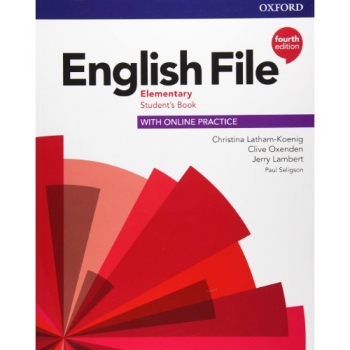 OXFORD
fourth
edition
English File
Elementary
Student's Book
WITH ONLINE PRACTICE
Christina Latham-Koenig
Clive Oxenden
Jerry Lambert
Paul Seligson